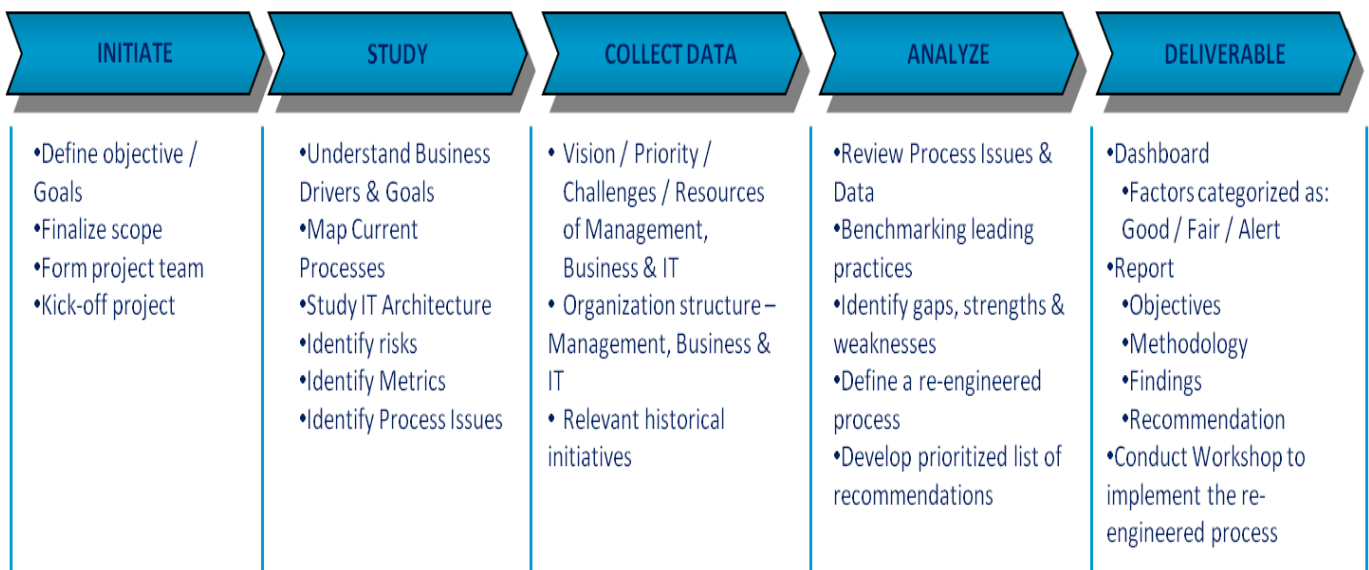 INITIATE
STUDY
COLLECT DATA
ANALYZE
DELIVERABLE
•Define objective /
Goals
•Finalize scope
•Form project team
•Kick-off project
•Understand Business
Drivers & Goals
•Map Current
Processes
•Study IT Architecture
•Identify risks
•Identify Metrics
•Identify Process Issues
• Vision / Priority /
Challenges / Resources
of Management,
Business & IT
• Organization structure –
Management, Business &
IT
• Relevant historical
initiatives
•Review Process Issues &
Data
•Benchmarking leading
practices
•Identify gaps, strengths &
weaknesses
•Define a re-engineered
process
•Develop prioritized list of
recommendations
•Dashboard
•Factors categorized as:
Good / Fair / Alert
•Report
•Objectives
•Methodology
•Findings
•Recommendation
•Conduct Workshop to
implement the re-
engineered process